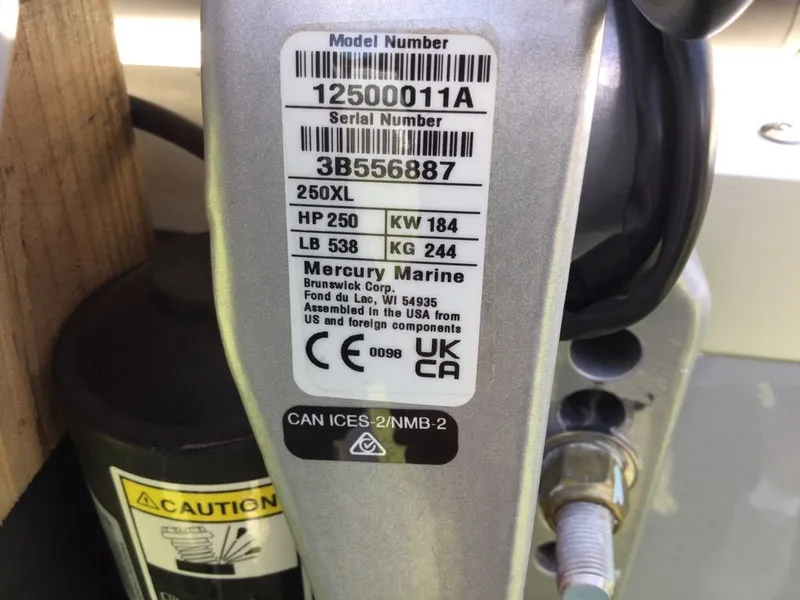 Model Number
12500011A
Serial Number
3B556887
250XL
HP 250 KW 184
LB 538 KG 244
Mercury Marine
Brunswick Corp.
Fond du Lac, WI 54935
Assembled in the USA from
US and foreign components
CE 0098 UK
CA
CAN ICES-2/NMB-2
CAUTION